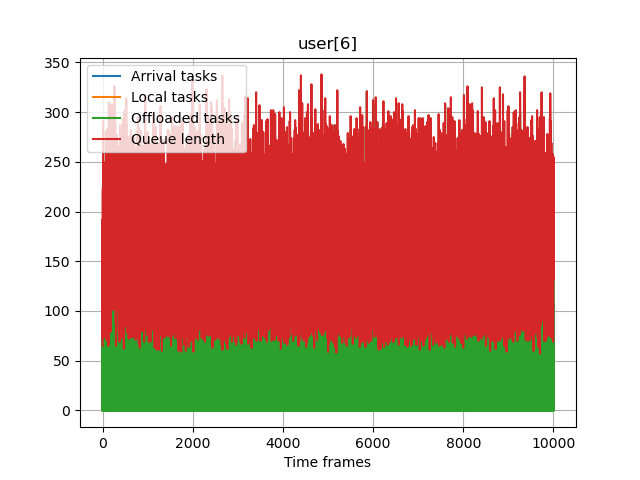 user[6]
350
300
250
200
150
100
50
0
Arrival tasks
Local tasks
Offloaded tasks
Queue length
0 2000 4000 6000 8000 10000
Time frames